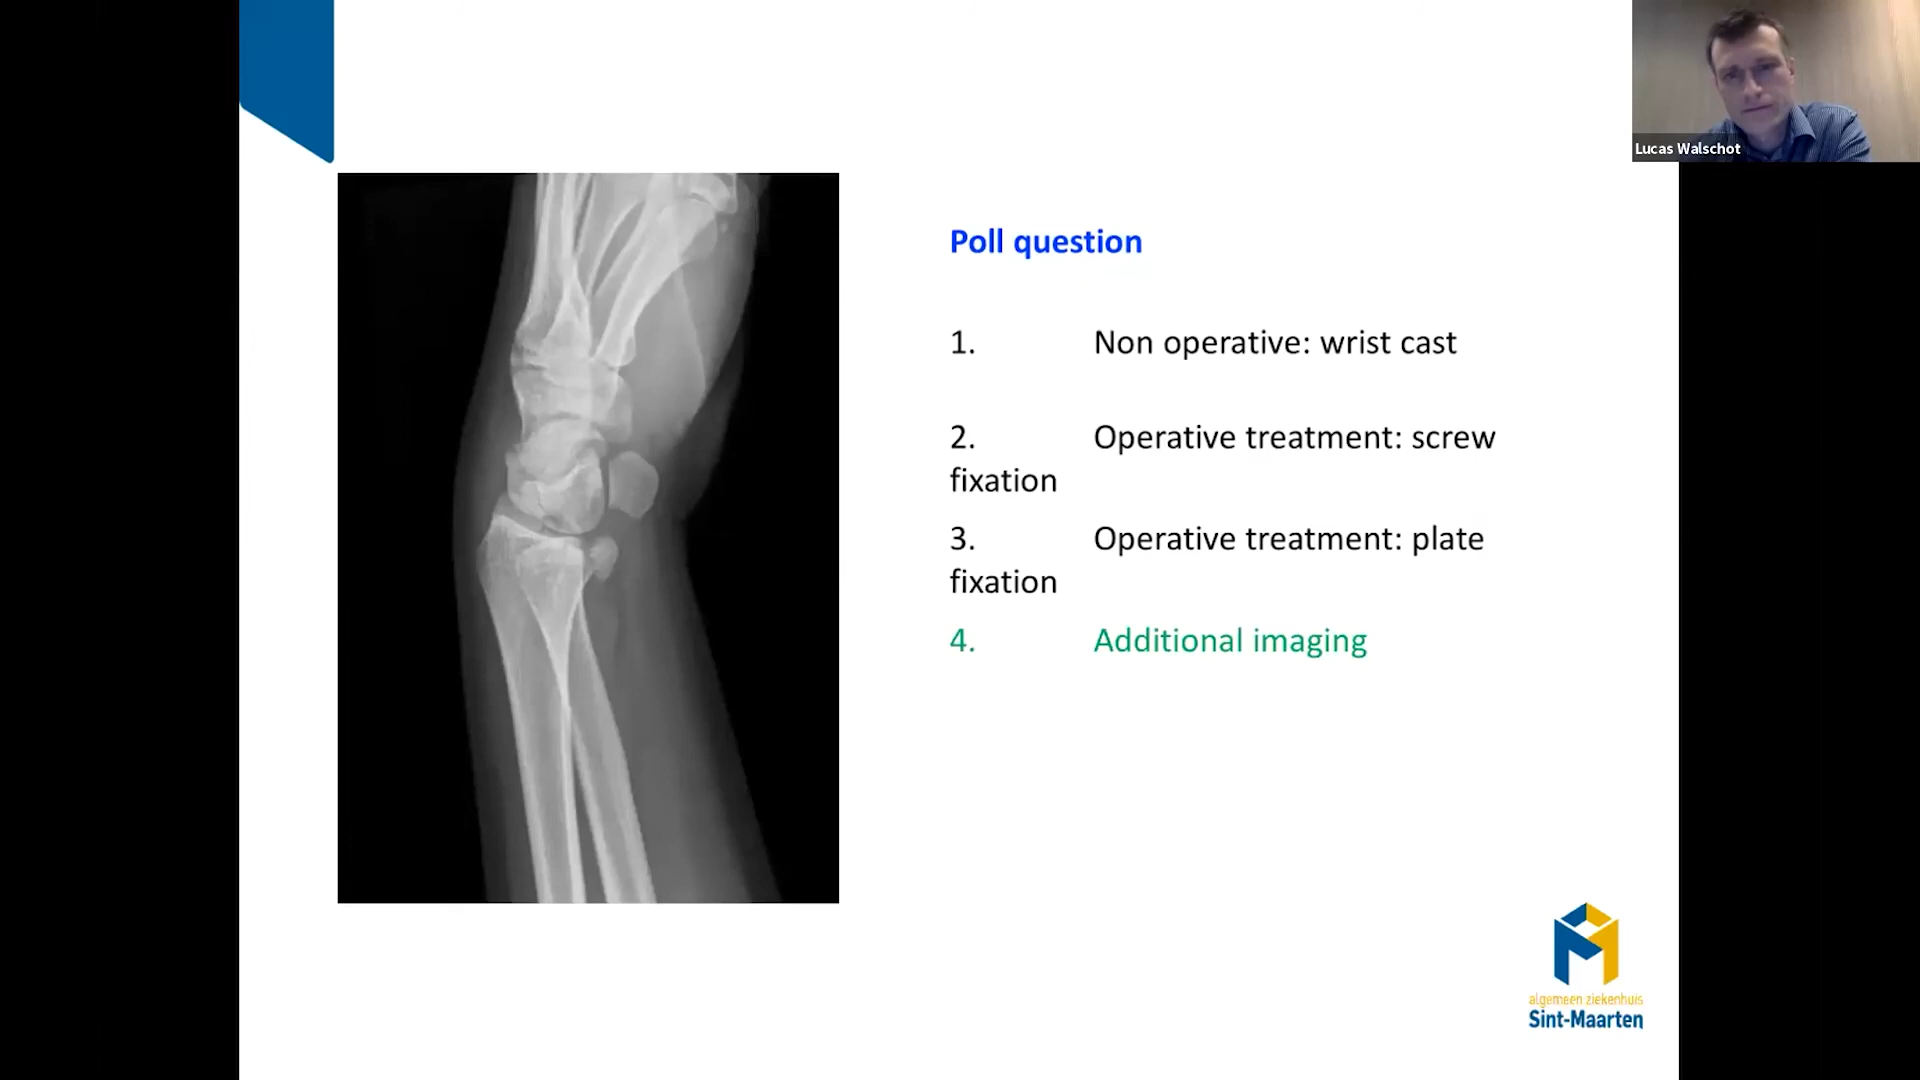 Lucas Walschot
Poll question
1. Non operative: wrist cast
2. Operative treatment: screw
fixation
3. Operative treatment: plate
fixation
4. Additional imaging
algemeen ziekenhuis
Sint-Maarten